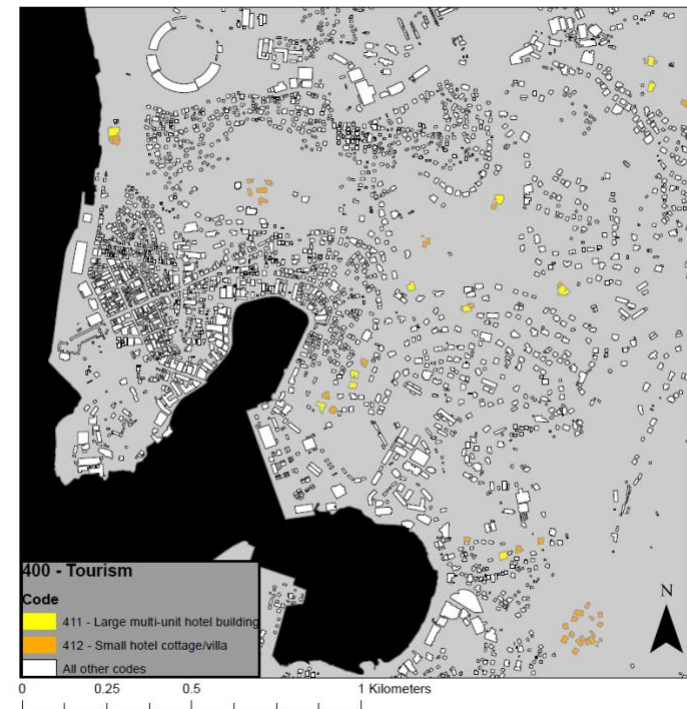 N
400 - Tourism
Code
411 - Large multi-unit hotel building
412 - Small hotel cottage/villa
All other codes
0 0.25 0.5 1 Kilometers